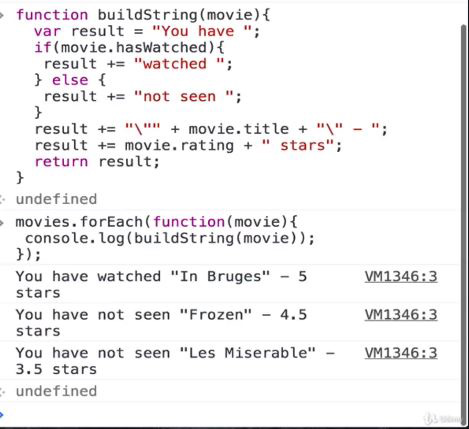 function buildString(movie){
var result = "You have ";
if(movie.hasWatched){
result += "watched ";
} else {
result += "not seen ";
}
result += "\"" + movie.title + "\" - ";
result += movie.rating + " stars";
return result;
}
undefined
movies.forEach(function(movie){
console.log(buildString(movie));
});
You have watched "In Bruges" - 5 VM1346:3
stars
You have not seen "Frozen" - 4.5 VM1346:3
stars
You have not seen "Les Miserable" - VM1346:3
3.5 stars
undefined
Udemy